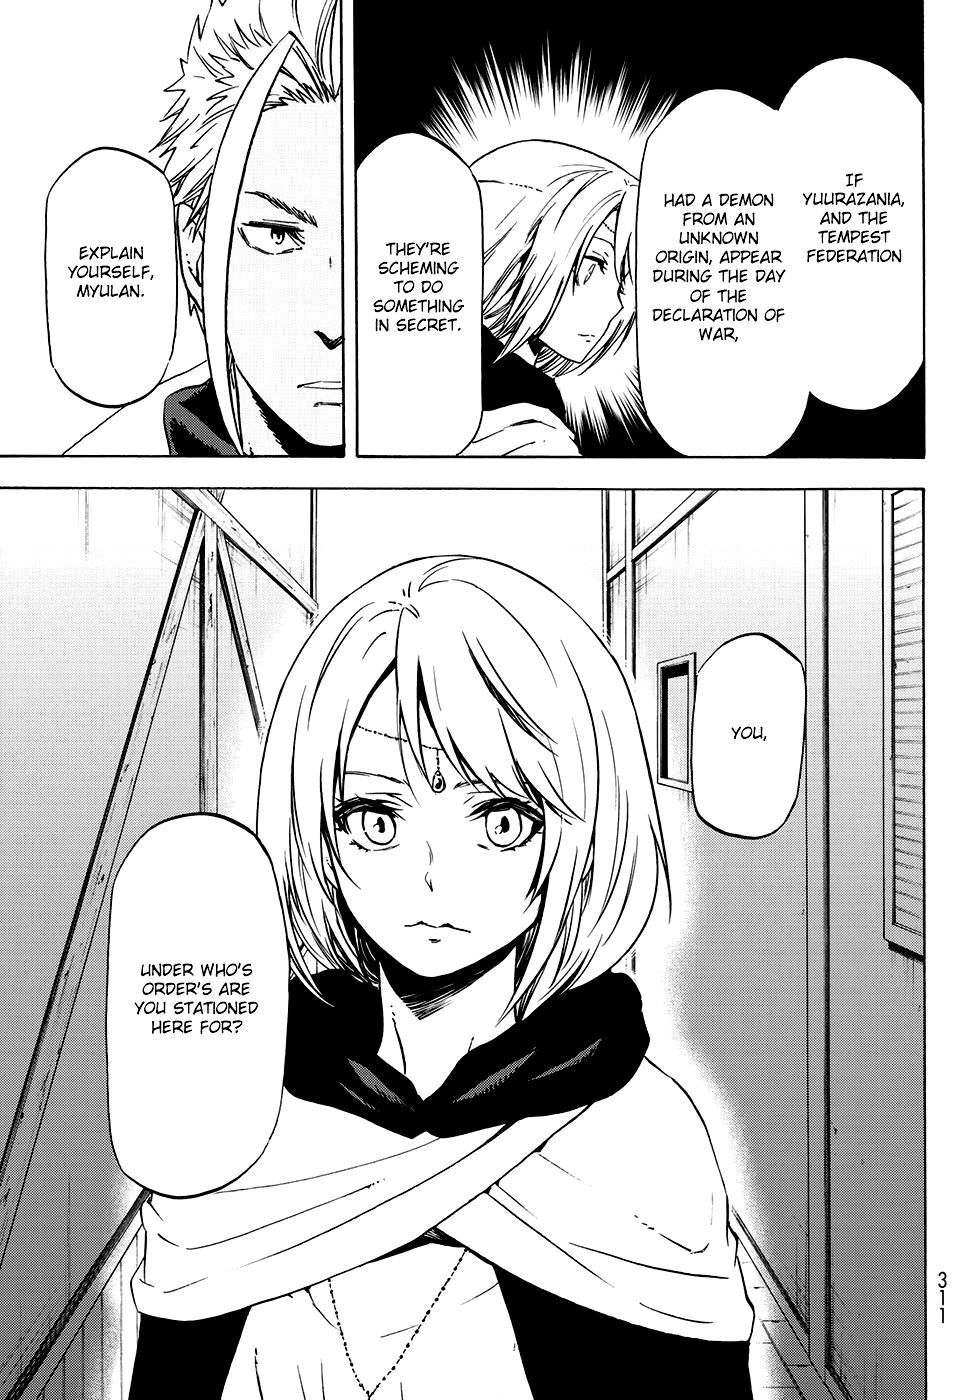 IF
YUURAZANIA,
AND THE
TEMPEST
FEDERATION
HAD A DEMON
FROM AN
UNKNOWN
ORIGIN, APPEAR
DURING THE DAY
OF THE
DECLARATION OF
WAR,
THEY'RE
SCHEMING
TO DO
SOMETHING
IN SECRET.
EXPLAIN
YOURSELF,
MYULAN.
YOU,
UNDER WHO'S
ORDER'S ARE
YOU STATIONED
HERE FOR?
311